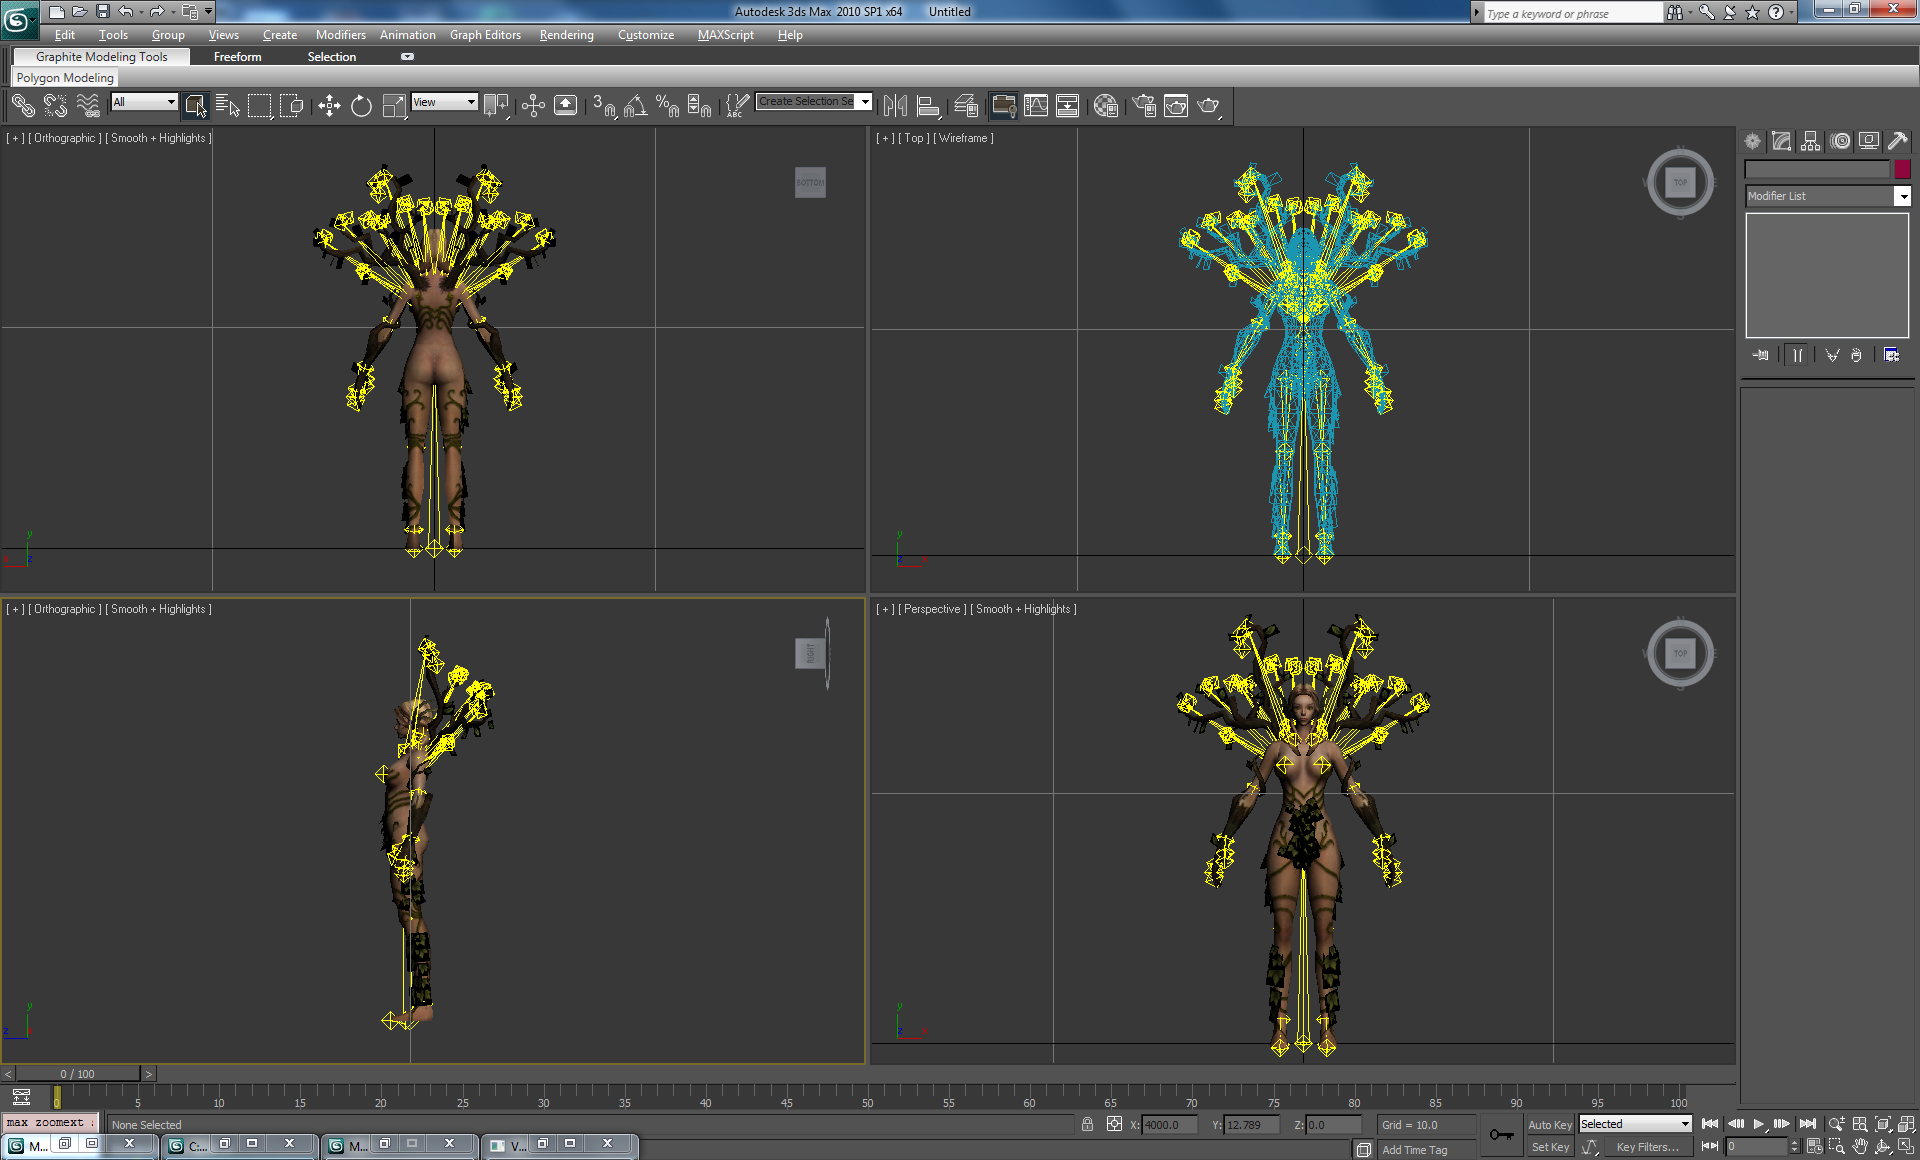 Autodesk 3ds Max 2010 SP1 x64 Untitled
Type a keyword or phrase
Edit Tools Group Views Create Modifiers Animation Graph Editors Rendering Customize MAXScript Help
Graphite Modeling Tools Freeform Selection
Polygon Modeling
All View Create Selection Se
[ + ] [ Orthographic ] [ Smooth + Highlights ]
BOTTOM
[ + ] [ Top ] [ Wireframe ]
TOP
Modifier List
[ + ] [ Orthographic ] [ Smooth + Highlights ]
RIGHT
[ + ] [ Perspective ] [ Smooth + Highlights ]
TOP
0 / 100
0 5 10 15 20 25 30 35 40 45 50 55 60 65 70 75 80 85 90 95 100
max zoomext None Selected X: 4000.0 Y: 12.789 Z: 0.0 Grid = 10.0 Auto Key Selected
Add Time Tag Set Key Key Filters... 0
M... C:... M... V...